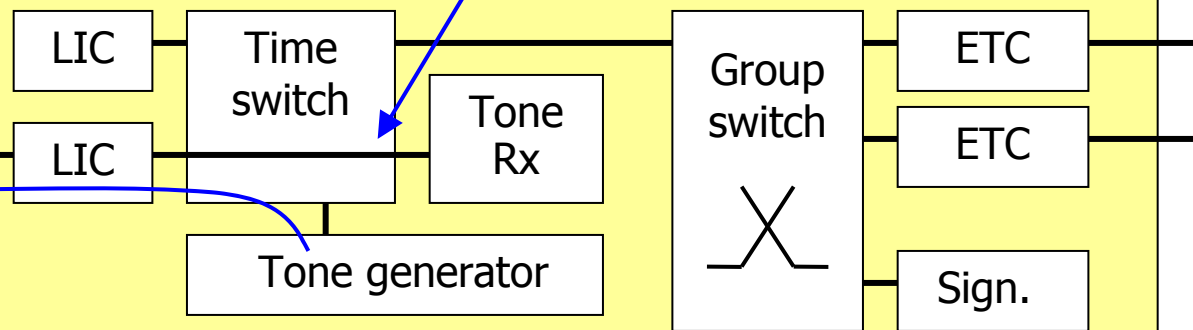 LIC
Time
switch
Group
switch
ETC
Tone
Rx
LIC
ETC
Tone generator
Sign.